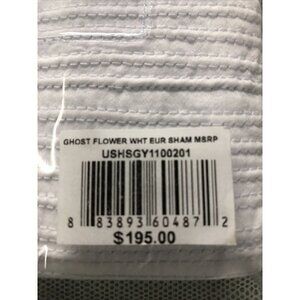 GHOST FLOWER WHT EUR SHAM MSRP
USHSGY1100201
8 83893 60487 2
$195.00